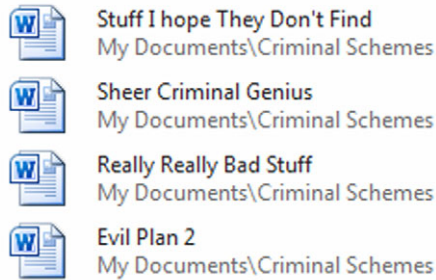 Stuff I hope They Don't Find
My Documents\Criminal Schemes
Sheer Criminal Genius
My Documents\Criminal Schemes
Really Really Bad Stuff
My Documents\Criminal Schemes
Evil Plan 2
My Documents\Criminal Schemes